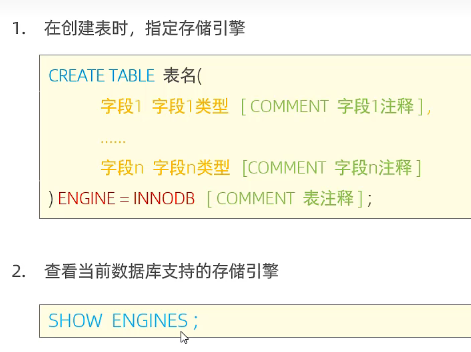 1. 在创建表时，指定存储引擎
CREATE TABLE 表名(
字段1 字段1类型 [ COMMENT 字段1注释 ] ,
......
字段n 字段n类型 [COMMENT 字段n注释 ]
) ENGINE = INNODB [ COMMENT 表注释 ] ;
2. 查看当前数据库支持的存储引擎
SHOW ENGINES ;